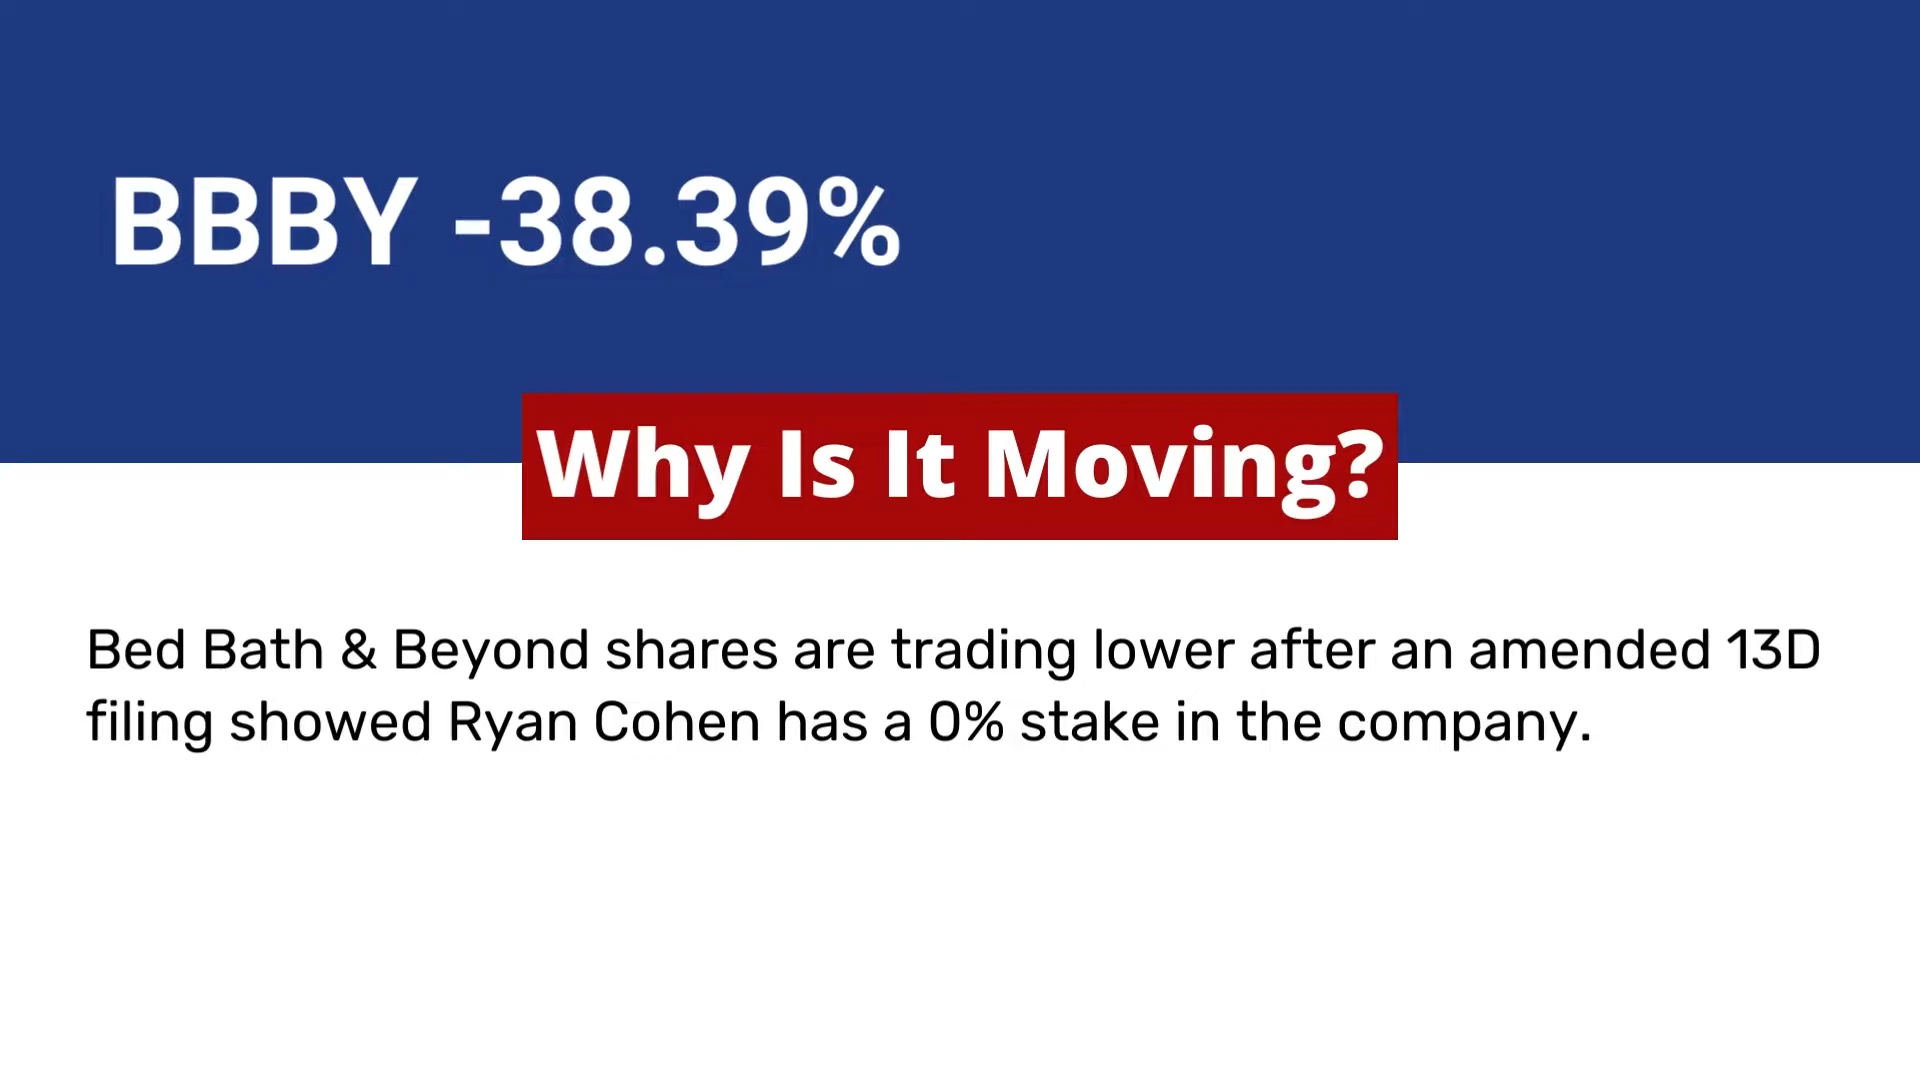 BBBY -38.39%
Why Is It Moving?
Bed Bath & Beyond shares are trading lower after an amended 13D
filing showed Ryan Cohen has a 0% stake in the company.